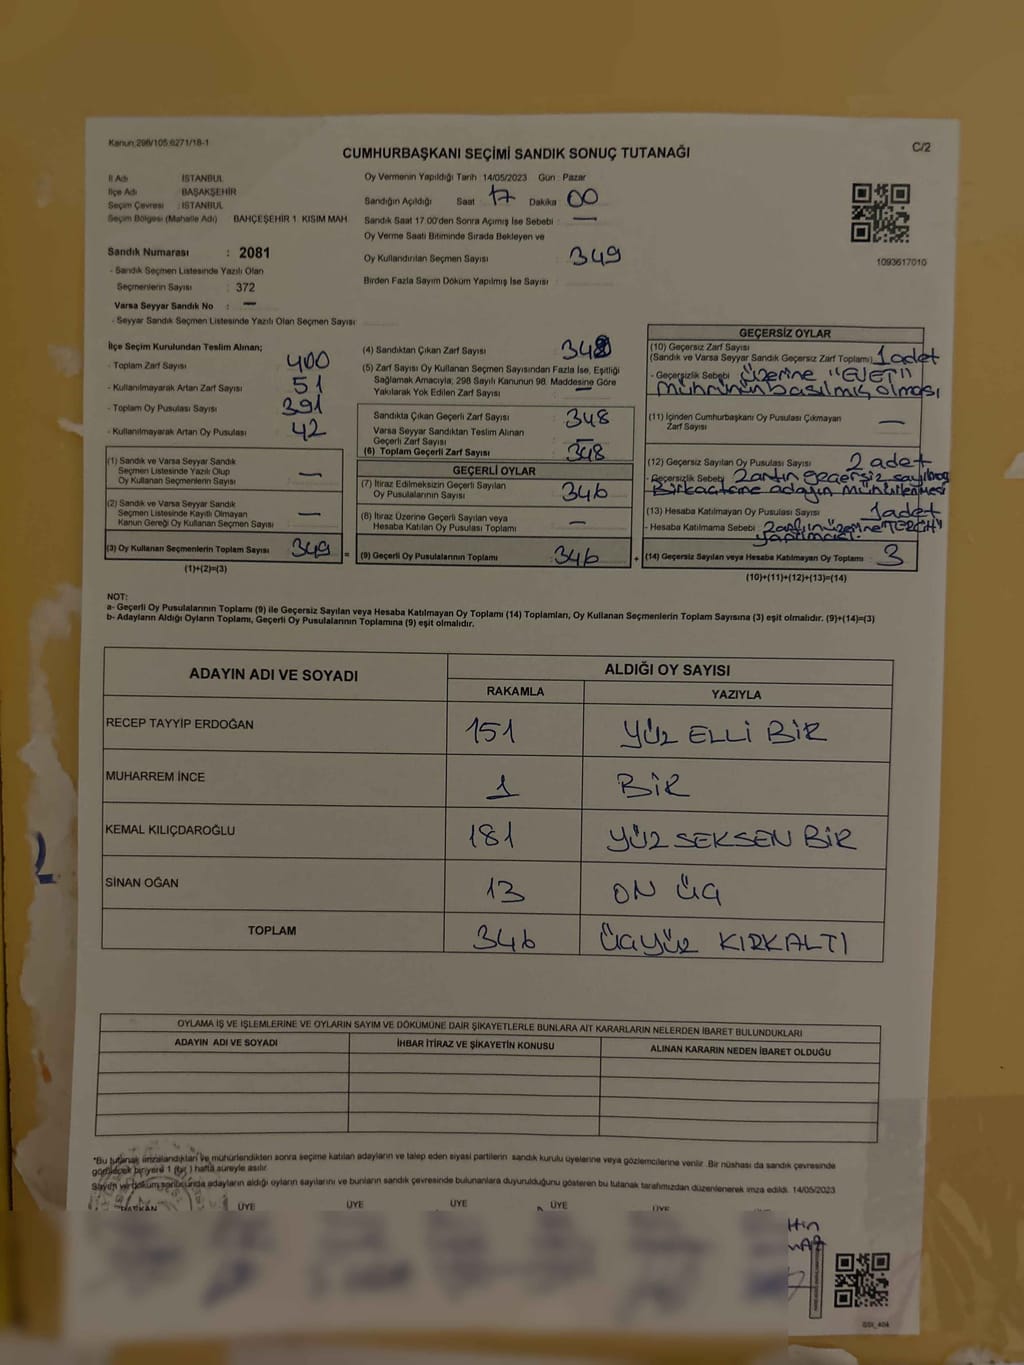 Kanun:298/105.6271/18-1
C/2
CUMHURBAŞKANI SEÇİMİ SANDIK SONUÇ TUTANAĞI
İl Adı : İSTANBUL
İlçe Adı : BAŞAKŞEHİR
Seçim Çevresi : İSTANBUL
Seçim Bölgesi (Mahalle Adı) BAHÇEŞEHİR 1. KISIM MAH
Sandık Numarası : 2081
- Sandık Seçmen Listesinde Yazılı Olan
Seçmenlerin Sayısı : 372
Varsa Seyyar Sandık No : —
- Seyyar Sandık Seçmen Listesinde Yazılı Olan Seçmen Sayısı
Oy Vermenin Yapıldığı Tarih 14/05/2023 Gün : Pazar
Sandığın Açıldığı Saat 17 Dakika 00
Sandık Saat 17.00'den Sonra Açılmış İse Sebebi : —
Oy Verme Saati Bitiminde Sırada Bekleyen ve
Oy Kullandırılan Seçmen Sayısı : 349
Birden Fazla Sayım Döküm Yapılmış İse Sayısı
1093617010
İlçe Seçim Kurulundan Teslim Alınan;
- Toplam Zarf Sayısı : 400
- Kullanılmayarak Artan Zarf Sayısı : 51
- Toplam Oy Pusulası Sayısı : 391
- Kullanılmayarak Artan Oy Pusulası : 42
(1) Sandık ve Varsa Seyyar Sandık
Seçmen Listesinde Yazılı Olup
Oy Kullanan Seçmenlerin Sayısı : —
(2) Sandık ve Varsa Seyyar Sandık
Seçmen Listesinde Kayıtlı Olmayan
Kanun Gereği Oy Kullanan Seçmen Sayısı : —
(3) Oy Kullanan Seçmenlerin Toplam Sayısı : 349 =
(1)+(2)=(3)
(4) Sandıktan Çıkan Zarf Sayısı : 348
(5) Zarf Sayısı Oy Kullanan Seçmen Sayısından Fazla İse, Eşitliği
Sağlamak Amacıyla, 298 Sayılı Kanunun 98. Maddesine Göre
Yakılarak Yok Edilen Zarf Sayısı : —
Sandıkta Çıkan Geçerli Zarf Sayısı : 348
Varsa Seyyar Sandıktan Teslim Alınan
Geçerli Zarf Sayısı : —
(6) Toplam Geçerli Zarf Sayısı : 348
GEÇERLİ OYLAR
(7) İtiraz Edilmeksizin Geçerli Sayılan
Oy Pusulalarının Sayısı : 346
(8) İtiraz Üzerine Geçerli Sayılan veya
Hesaba Katılan Oy Pusulası Toplamı : —
(9) Geçerli Oy Pusulalarının Toplamı : 346 +
GEÇERSİZ OYLAR
(10) Geçersiz Zarf Sayısı
(Sandık ve Varsa Seyyar Sandık Geçersiz Zarf Toplamı) 1 adet
- Geçersizlik Sebebi : üzerine "EVET"
mührünün basılmış olması
(11) İçinden Cumhurbaşkanı Oy Pusulası Çıkmayan
Zarf Sayısı : —
(12) Geçersiz Sayılan Oy Pusulası Sayısı : 2 adet
- Geçersizlik Sebebi : zarfın geçersiz
Birkaç adayın mühürlenmesi
(13) Hesaba Katılmayan Oy Pusulası Sayısı : 1 adet
- Hesaba Katılmama Sebebi : zarfın üzerine "TERCİH"
(14) Geçersiz Sayılan veya Hesaba Katılmayan Oy Toplamı : 3
(10)+(11)+(12)+(13)=(14)
NOT:
a- Geçerli Oy Pusulalarının Toplamı (9) ile Geçersiz Sayılan veya Hesaba Katılmayan Oy Toplamı (14) Toplamları, Oy Kullanan Seçmenlerin Toplam Sayısına (3) eşit olmalıdır. (9)+(14)=(3)
b- Adayların Aldığı Oyların Toplamı, Geçerli Oy Pusulalarının Toplamına (9) eşit olmalıdır.
ADAYIN ADI VE SOYADI
ALDIĞI OY SAYISI
RAKAMLA YAZIYLA
RECEP TAYYİP ERDOĞAN 151 YÜZ ELLİ BİR
MUHARREM İNCE 1 BİR
KEMAL KILIÇDAROĞLU 181 YÜZ SEKSEN BİR
SİNAN OĞAN 13 ON ÜÇ
TOPLAM 346 ÜÇYÜZ KIRKALTI
OYLAMA İŞ VE İŞLEMLERİNE VE OYLARIN SAYIM VE DÖKÜMÜNE DAİR ŞİKAYETLERLE BUNLARA AİT KARARLARIN NELERDEN İBARET BULUNDUKLARI
ADAYIN ADI VE SOYADI İHBAR İTİRAZ VE ŞİKAYETİN KONUSU ALINAN KARARIN NEDEN İBARET OLDUĞU
*Bu tutanak imzalandıktan ve mühürlendikten sonra seçime katılan adayların ve talep eden siyasi partilerin sandık kurulu üyelerine veya gözlemcilerine verilir. Bir nüshası da sandık çevresinde
görülecek bir yere 1 (bir) hafta süreyle asılır.
Sayım ve döküm sonucunda adayların aldığı oyların sayılarını ve bunların sandık çevresinde bulunanlara duyurulduğunu gösteren bu tutanak tarafımızdan düzenlenerek imza edildi. 14/05/2023
BAŞKAN ÜYE ÜYE ÜYE ÜYE ÜYE
GSI_404